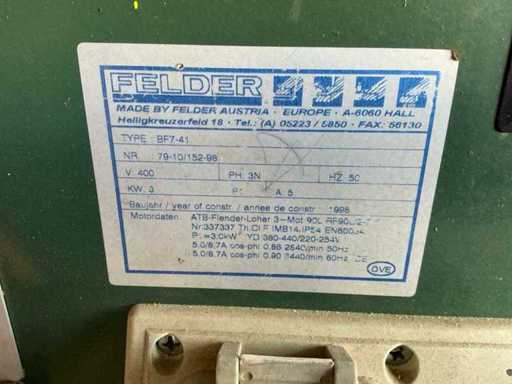 FELDER
MADE BY FELDER AUSTRIA - EUROPE - A-6060 HALL
Heiligkreuzerfeld 18 • Tel.: (A) 05223 / 5850 • FAX. 56130
TYPE BF7-41
NR. 79-10/152-98
V: 400 PH: 3N HZ: 50
KW: 3 A: 5
Baujahr / year of constr. / annee de constr. 1998
Motordaten: ATB-Flender-Loher 3~Mot 90L
Nr.337337 Th.Cl.F IMB14,IP54
=3,0kW YD 380-440/220-254V
5.0/8.7A cos-phi 0.88 2840/min 50Hz
5.0/8.7A cos-phi 0.90 3440/min 60Hz
OVE